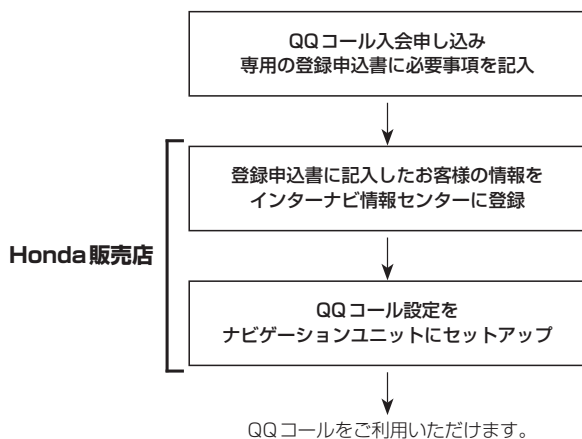 QQコール入会申し込み
専用の登録申込書に必要事項を記入
登録申込書に記入したお客様の情報を
インターナビ情報センターに登録
Honda販売店
QQコール設定を
ナビゲーションユニットにセットアップ
QQコールをご利用いただけます。